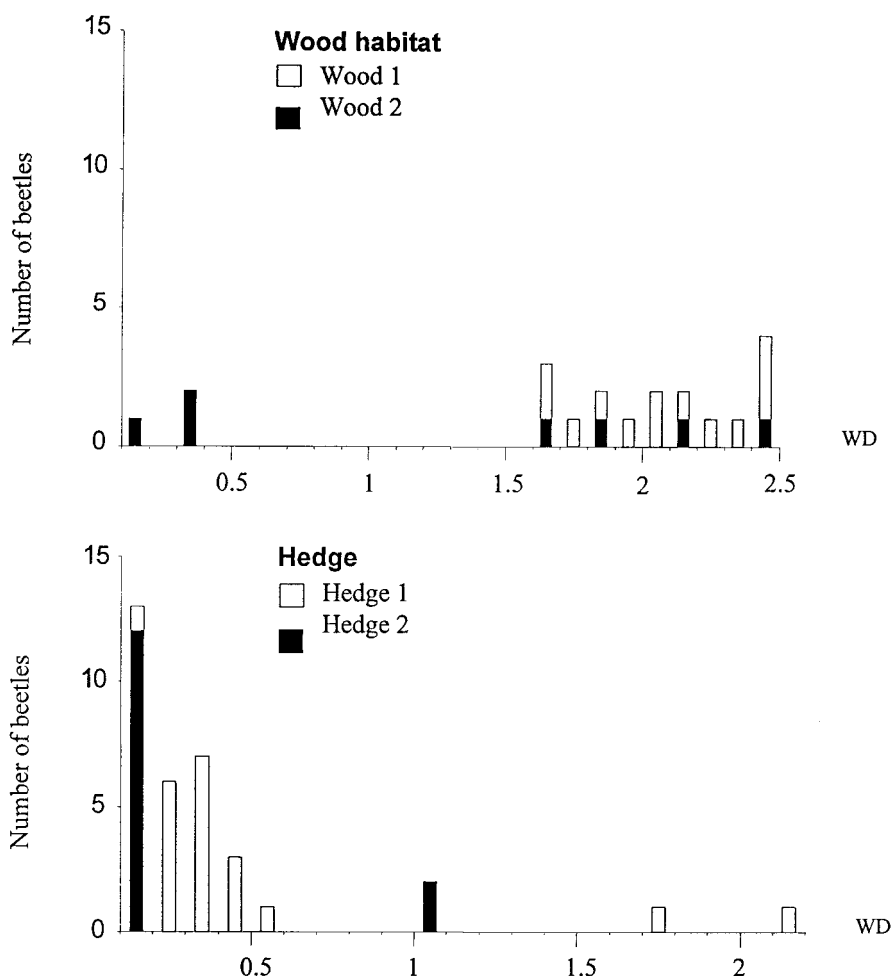 15
Wood habitat
Wood 1
Wood 2
10
5
0
Number of beetles
0.5 1 1.5 2 2.5
WD
15
Hedge
Hedge 1
Hedge 2
10
5
0
Number of beetles
0.5 1 1.5 2
WD